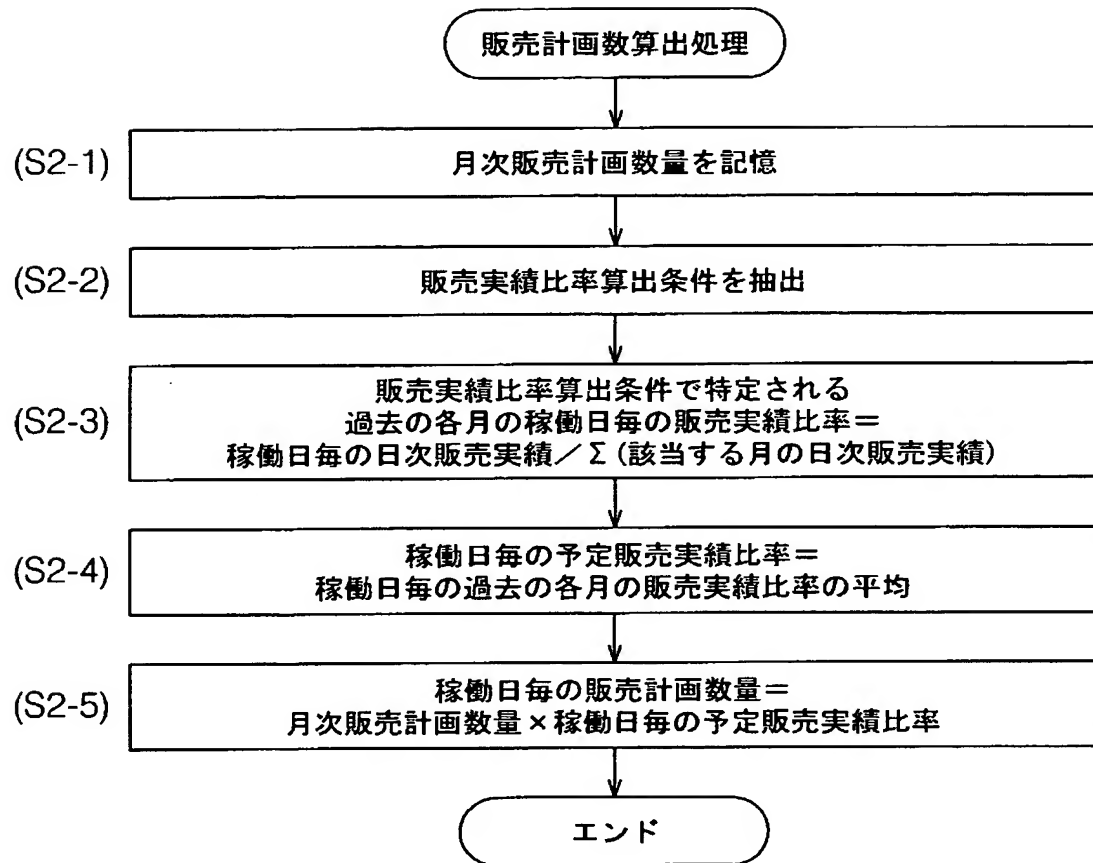 販売計画数算出処理
(S2-1)
月次販売計画数量を記憶
(S2-2)
販売実績比率算出条件を抽出
(S2-3)
販売実績比率算出条件で特定される
過去の各月の稼働日毎の販売実績比率＝
稼働日毎の日次販売実績／Σ(該当する月の日次販売実績)
(S2-4)
稼働日毎の予定販売実績比率＝
稼働日毎の過去の各月の販売実績比率の平均
(S2-5)
稼働日毎の販売計画数量＝
月次販売計画数量×稼働日毎の予定販売実績比率
エンド